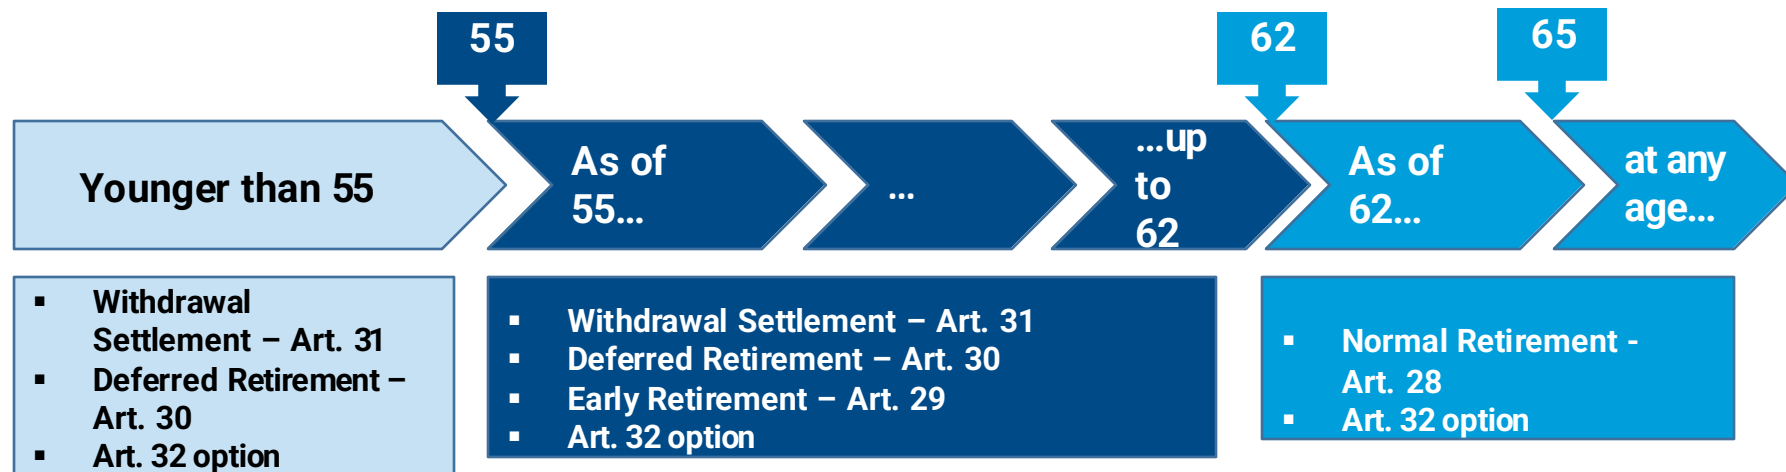 55
62
65
Younger than 55
As of
55...
...
...up
to
62
As of
62...
at any
age...
▪ Withdrawal
Settlement – Art. 31
▪ Deferred Retirement –
Art. 30
▪ Art. 32 option
▪ Withdrawal Settlement – Art. 31
▪ Deferred Retirement – Art. 30
▪ Early Retirement – Art. 29
▪ Art. 32 option
▪ Normal Retirement -
Art. 28
▪ Art. 32 option